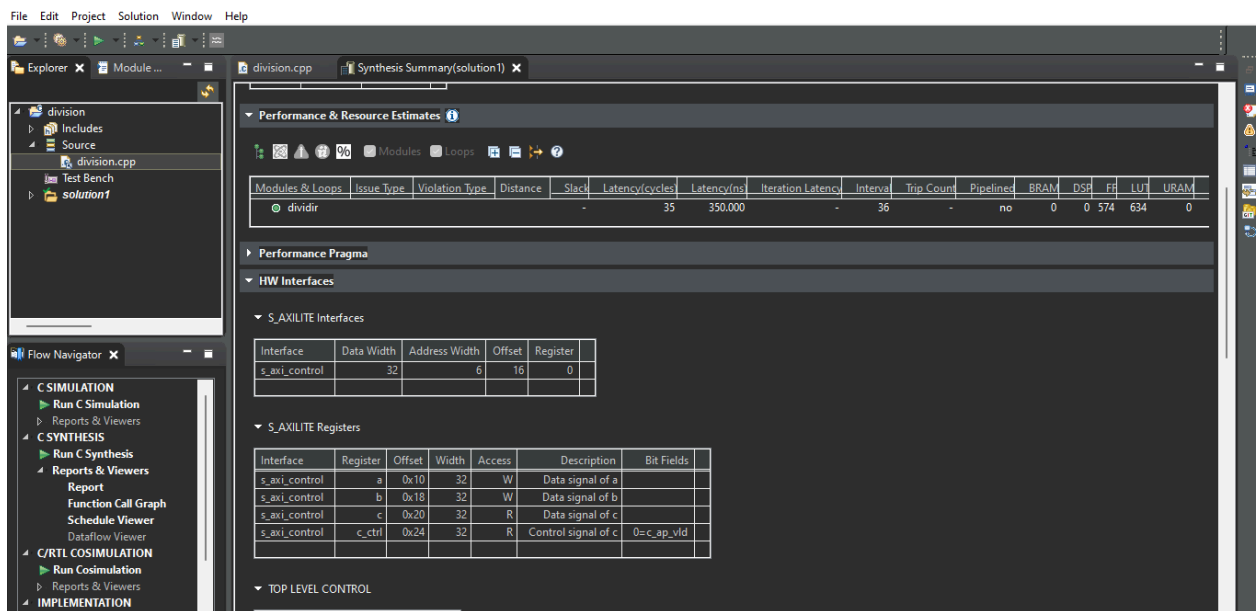 File Edit Project Solution Window Help
Explorer Module ...
division
Includes
Source
division.cpp
Test Bench
solution1
Flow Navigator
C SIMULATION
Run C Simulation
Reports & Viewers
C SYNTHESIS
Run C Synthesis
Reports & Viewers
Report
Function Call Graph
Schedule Viewer
Dataflow Viewer
C/RTL COSIMULATION
Run Cosimulation
Reports & Viewers
IMPLEMENTATION
division.cpp Synthesis Summary(solution1)
Performance & Resource Estimates
% Modules Loops
Modules & Loops Issue Type Violation Type Distance Slack Latency(cycles) Latency(ns) Iteration Latency Interval Trip Count Pipelined BRAM DSP FF LUT URAM
dividir - 35 350.000 - 36 - no 0 0 574 634 0
Performance Pragma
HW Interfaces
S_AXILITE Interfaces
Interface Data Width Address Width Offset Register
s_axi_control 32 6 16 0
S_AXILITE Registers
Interface Register Offset Width Access Description Bit Fields
s_axi_control a 0x10 32 W Data signal of a
s_axi_control b 0x18 32 W Data signal of b
s_axi_control c 0x20 32 R Data signal of c
s_axi_control c_ctrl 0x24 32 R Control signal of c 0=c_ap_vld
TOP LEVEL CONTROL